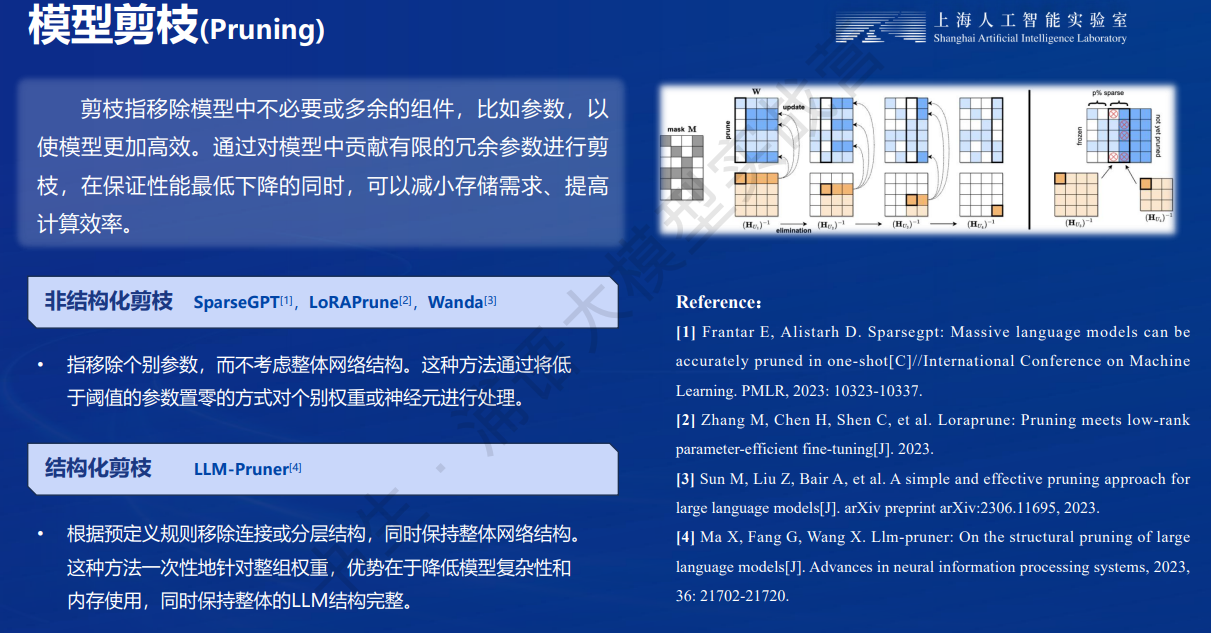 模型剪枝(Pruning)
上海人工智能实验室
Shanghai Artificial Intelligence Laboratory
剪枝指移除模型中不必要或多余的组件，比如参数，以
使模型更加高效。通过对模型中贡献有限的冗余参数进行剪
枝，在保证性能最低下降的同时，可以减小存储需求、提高
计算效率。
mask M
W
prune
update
(H_{U_1})^{-1}
elimination
(H_{U_2})^{-1}
(H_{U_3})^{-1}
(H_{U_4})^{-1}
p% sparse
frozen
not yet pruned
非结构化剪枝 SparseGPT[1]，LoRAPrune[2]，Wanda[3]
• 指移除个别参数，而不考虑整体网络结构。这种方法通过将低
于阈值的参数置零的方式对个别权重或神经元进行处理。
结构化剪枝 LLM-Pruner[4]
• 根据预定义规则移除连接或分层结构，同时保持整体网络结构。
这种方法一次性地针对整组权重，优势在于降低模型复杂性和
内存使用，同时保持整体的LLM结构完整。
Reference：
[1] Frantar E, Alistarh D. Sparsegpt: Massive language models can be
accurately pruned in one-shot[C]//International Conference on Machine
Learning. PMLR, 2023: 10323-10337.
[2] Zhang M, Chen H, Shen C, et al. Loraprune: Pruning meets low-rank
parameter-efficient fine-tuning[J]. 2023.
[3] Sun M, Liu Z, Bair A, et al. A simple and effective pruning approach for
large language models[J]. arXiv preprint arXiv:2306.11695, 2023.
[4] Ma X, Fang G, Wang X. Llm-pruner: On the structural pruning of large
language models[J]. Advances in neural information processing systems, 2023,
36: 21702-21720.
书生·浦语大模型实战营